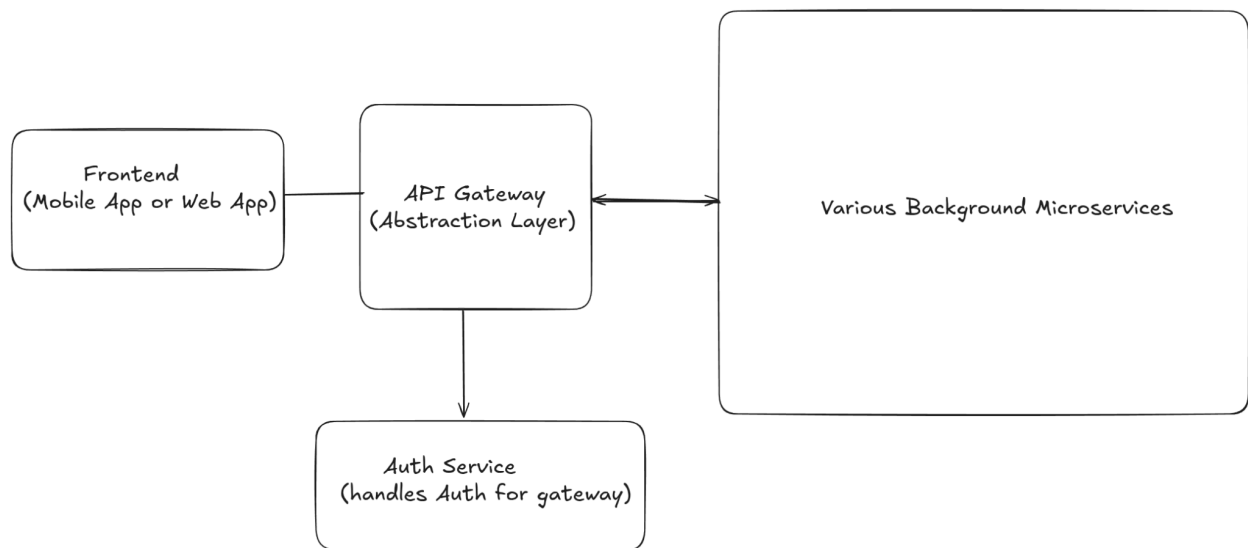 Frontend
(Mobile App or Web App)
API Gateway
(Abstraction Layer)
Various Background Microservices
Auth Service
(handles Auth for gateway)